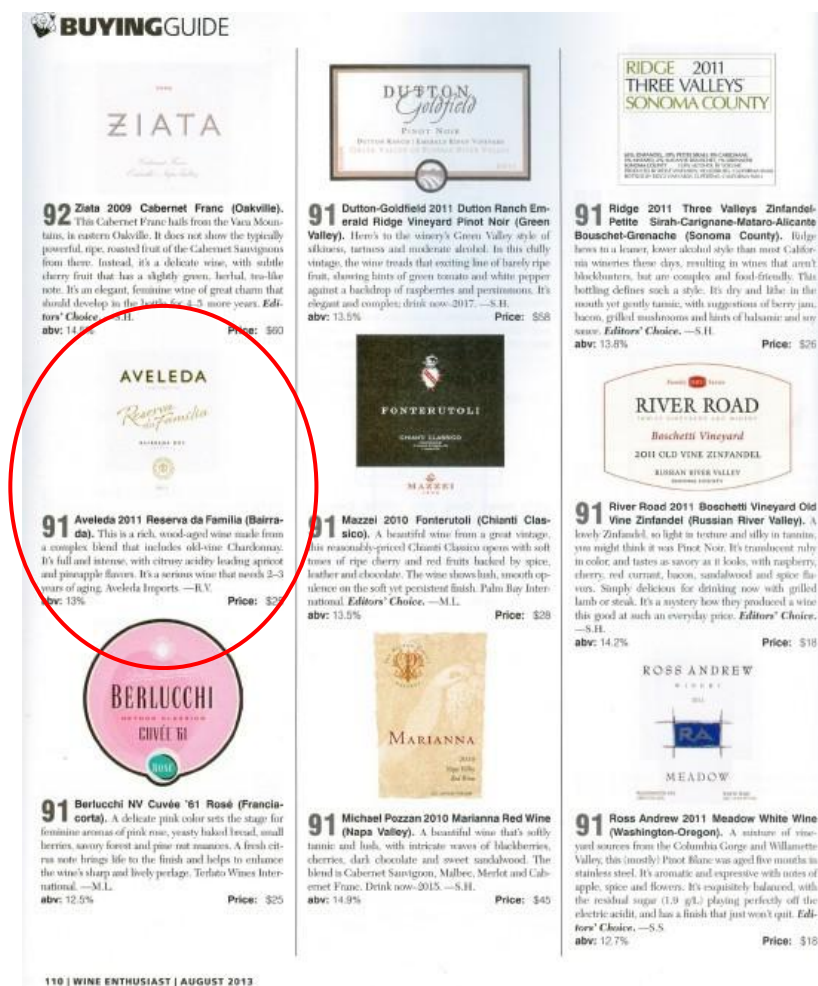 BUYINGGUIDE
ZIATA
92 Ziata 2009 Cabernet Franc (Oakville).
This Cabernet Franc hails from the Vaca Moun-
tains, in eastern Oakville. It does not show the typically
powerful, ripe, roasted fruit of the Cabernet Sauvignons
from there. Instead, it's a delicate wine, with subtle
cherry fruit that has a slightly green, herbal, tea-like
note. It's an elegant, feminine wine of great charm that
should develop in the bottle for 4–5 more years. Edi-
tors' Choice. —S.H.
abv: 14. Price: $60
AVELEDA
Reserva
da Família
BAIRRADA DOC
2011
91 Aveleda 2011 Reserva da Familia (Bairra-
da). This is a rich, wood-aged wine made from
a complex blend that includes old-vine Chardonnay.
It's full and intense, with citrusy acidity leading apricot
and pineapple flavors. It's a serious wine that needs 2–3
years of aging. Aveleda Imports. —R.V.
abv: 13% Price:
BERLUCCHI
CUVÉE '61
ROSÉ
91 Berlucchi NV Cuvée '61 Rosé (Francia-
corta). A delicate pink color sets the stage for
feminine aromas of pink rose, yeasty baked bread, small
berries, savory forest and pine nut nuances. A fresh cit-
rus note brings life to the finish and helps to enhance
the wine's sharp and lively perlage. Terlato Wines Inter-
national. —M.L.
abv: 12.5% Price: $25
DUTTON
Goldfield
PINOT NOIR
DUTTON RANCH | EMERALD RIDGE VINEYARD
GREEN VALLEY OF RUSSIAN RIVER VALLEY
91 Dutton-Goldfield 2011 Dutton Ranch Em-
erald Ridge Vineyard Pinot Noir (Green
Valley). Here's to the winery's Green Valley style of
silkiness, tartness and moderate alcohol. In this chilly
vintage, the wine treads that exciting line of barely ripe
fruit, showing hints of green tomato and white pepper
against a backdrop of raspberries and persimmons. It's
elegant and complex; drink now–2017. —S.H.
abv: 13.5% Price: $58
FONTERUTOLI
CHIANTI CLASSICO
MAZZEI
91 Mazzei 2010 Fonterutoli (Chianti Clas-
sico). A beautiful wine from a great vintage,
this reasonably-priced Chianti Classico opens with soft
tones of ripe cherry and red fruits backed by spice,
leather and chocolate. The wine shows lush, smooth op-
ulence on the soft yet persistent finish. Palm Bay Inter-
national. Editors' Choice. —M.L.
abv: 13.5% Price: $28
MARIANNA
2010
Napa Valley
Red Wine
91 Michael Pozzan 2010 Marianna Red Wine
(Napa Valley). A beautiful wine that's softly
tannic and lush, with intricate waves of blackberries,
cherries, dark chocolate and sweet sandalwood. The
blend is Cabernet Sauvignon, Malbec, Merlot and Cab-
ernet Franc. Drink now–2015. —S.H.
abv: 14.9% Price: $45
RIDGE 2011
THREE VALLEYS
SONOMA COUNTY
91 Ridge 2011 Three Valleys Zinfandel-
Petite Sirah-Carignane-Mataro-Alicante
Bouschet-Grenache (Sonoma County). Ridge
hews to a leaner, lower alcohol style than most Califor-
nia wineries these days, resulting in wines that aren't
blockbusters, but are complex and food-friendly. This
bottling defines such a style. It's dry and lithe in the
mouth yet gently tannic, with suggestions of berry jam,
bacon, grilled mushrooms and hints of balsamic and soy
sauce. Editors' Choice. —S.H.
abv: 13.8% Price: $26
RIVER ROAD
Boschetti Vineyard
2011 OLD VINE ZINFANDEL
RUSSIAN RIVER VALLEY
SONOMA COUNTY
91 River Road 2011 Boschetti Vineyard Old
Vine Zinfandel (Russian River Valley). A
lovely Zinfandel, so light in texture and silky in tannins,
you might think it was Pinot Noir. It's translucent ruby
in color, and tastes as savory as it looks, with raspberry,
cherry, red currant, bacon, sandalwood and spice fla-
vors. Simply delicious for drinking now with grilled
lamb or steak. It's a mystery how they produced a wine
this good at such an everyday price. Editors' Choice.
—S.H.
abv: 14.2% Price: $18
ROSS ANDREW
WINERY
RA
MEADOW
91 Ross Andrew 2011 Meadow White Wine
(Washington-Oregon). A mixture of vine-
yard sources from the Columbia Gorge and Willamette
Valley, this (mostly) Pinot Blanc was aged five months in
stainless steel. It's aromatic and expressive with notes of
apple, spice and flowers. It's exquisitely balanced, with
the residual sugar (1.9 g/L) playing perfectly off the
electric acidit, and has a finish that just won't quit. Edi-
tors' Choice. —S.S.
abv: 12.7% Price: $18
110 | WINE ENTHUSIAST | AUGUST 2013